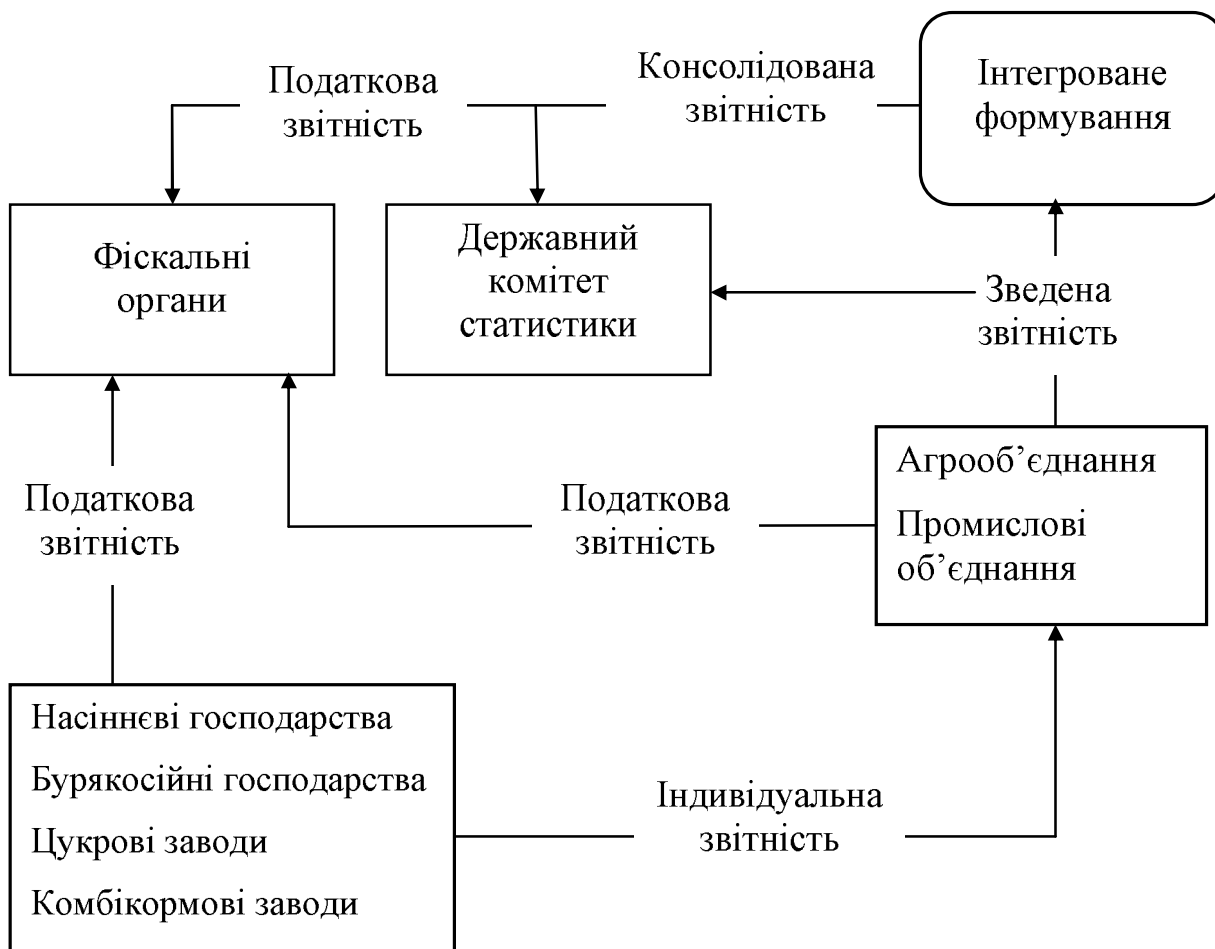 Податкова
звітність
Консолідована
звітність
Інтегроване
формування
Фіскальні
органи
Державний
комітет
статистики
Зведена
звітність
Податкова
звітність
Податкова
звітність
Агрооб’єднання
Промислові
об’єднання
Насіннєві господарства
Бурякосійні господарства
Цукрові заводи
Комбікормові заводи
Індивідуальна
звітність